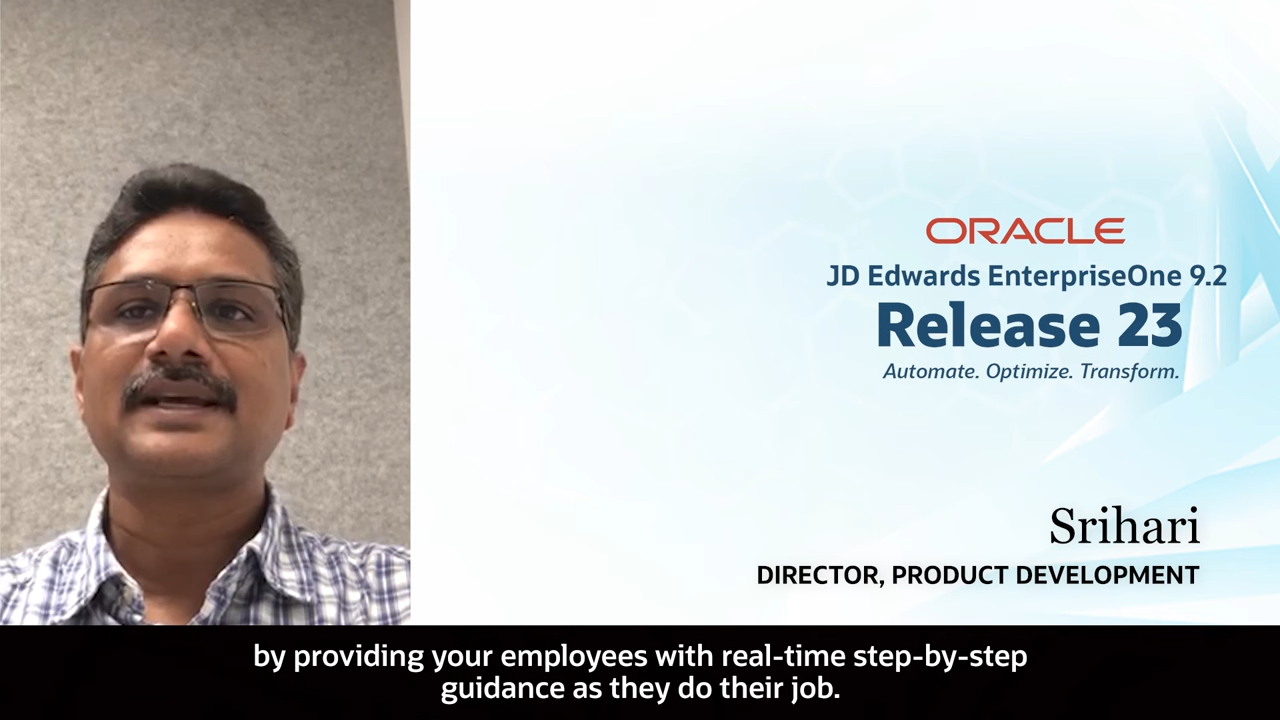 ORACLE
JD Edwards EnterpriseOne 9.2
Release 23
Automate. Optimize. Transform.
Srihari
DIRECTOR, PRODUCT DEVELOPMENT
by providing your employees with real-time step-by-step
guidance as they do their job.